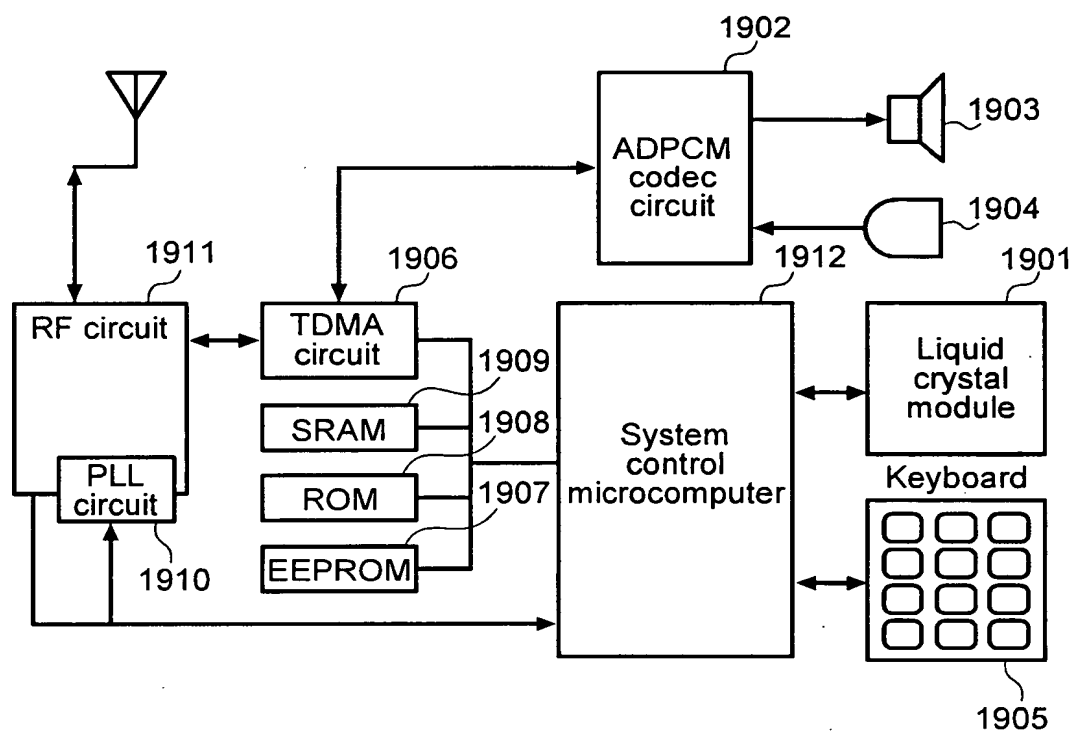 1902
1903
ADPCM
codec
circuit
1904
1911
1906
1912
1901
RF circuit
TDMA
circuit
1909
Liquid
crystal
module
SRAM
1908
System
control
microcomputer
PLL
circuit
ROM
1907
Keyboard
1910
EEPROM
1905